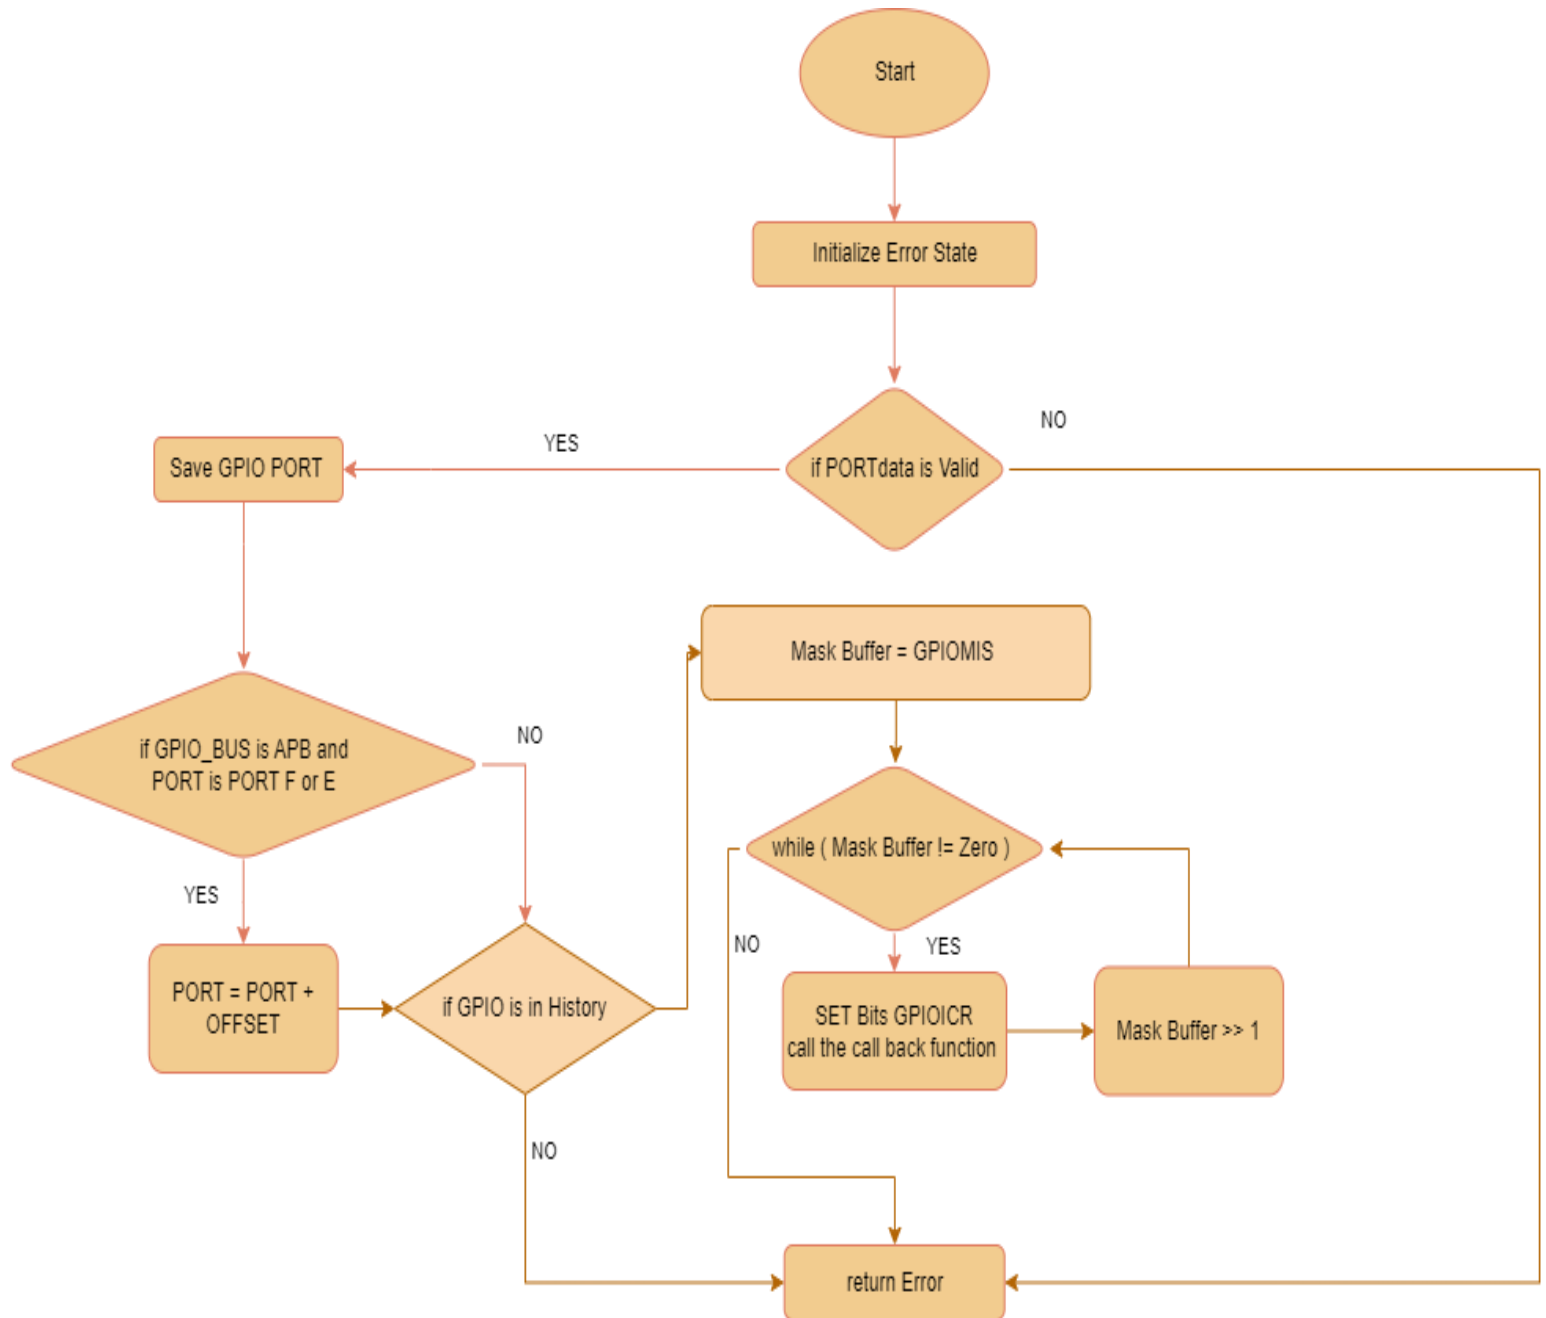 Start
Initialize Error State
if PORTdata is Valid
NO
YES
Save GPIO PORT
if GPIO_BUS is APB and
PORT is PORT F or E
NO
YES
PORT = PORT +
OFFSET
if GPIO is in History
NO
Mask Buffer = GPIOMIS
while ( Mask Buffer != Zero )
NO
YES
SET Bits GPIOICR
call the call back function
Mask Buffer >> 1
return Error